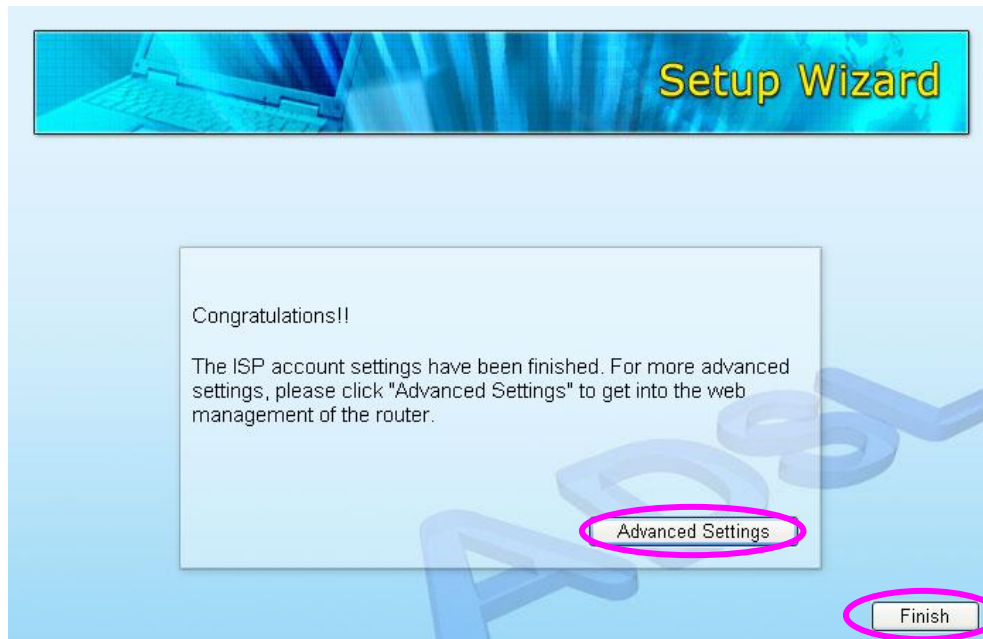 Setup Wizard
Congratulations!!
The ISP account settings have been finished. For more advanced
settings, please click "Advanced Settings" to get into the web
management of the router.
ADSL
Advanced Settings
Finish